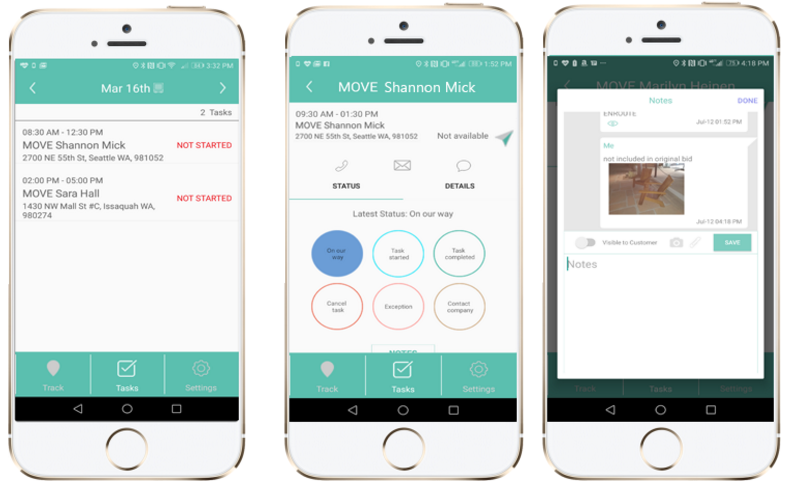 3:32 PM
Mar 16th
2 Tasks
08:30 AM - 12:30 PM
MOVE Shannon Mick
NOT STARTED
2700 NE 55th St, Seattle WA, 981052
02:00 PM - 05:00 PM
MOVE Sara Hall
NOT STARTED
1430 NW Mall St #C, Issaquah WA,
980274
Track
Tasks
Settings
1:52 PM
MOVE Shannon Mick
09:30 AM - 01:30 PM
MOVE Shannon Mick
2700 NE 55th St, Seattle WA, 981052
Not available
STATUS
DETAILS
Latest Status: On our way
On our
way
Task
started
Task
completed
Cancel
task
Exception
Contact
company
NOTES
Track
Tasks
Settings
4:18 PM
MOVE Marilyn Heinen
Notes
DONE
ENROUTE
Jul-12 01:52 PM
Me
not included in original bid
Jul-12 04:18 PM
Visible to Customer
SAVE
Notes
Track
Tasks
Settings